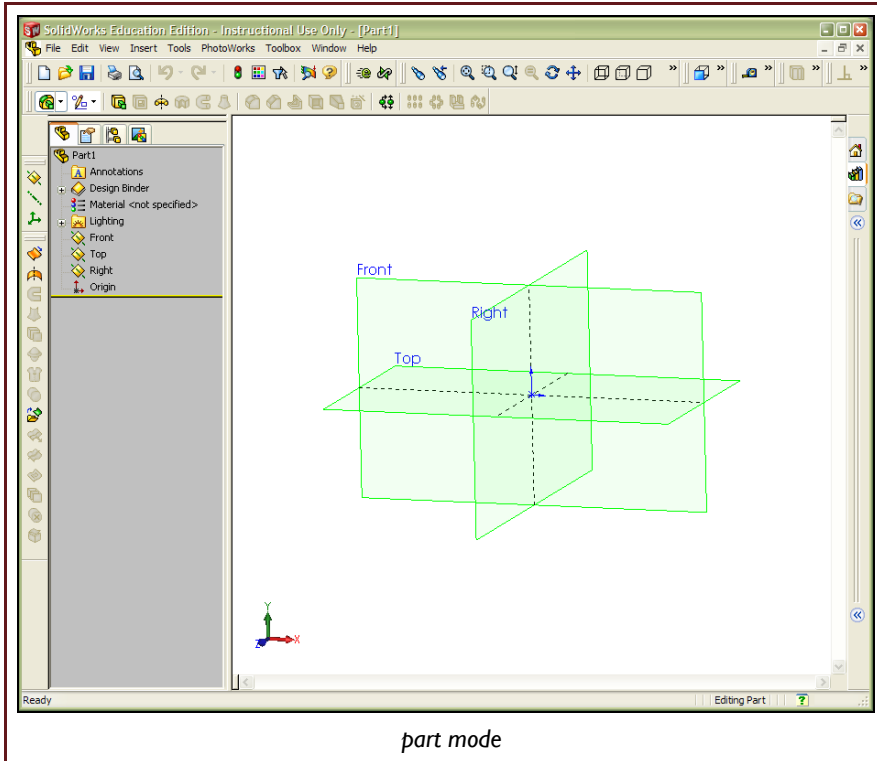 SolidWorks Education Edition - Instructional Use Only - [Part1]
File Edit View Insert Tools PhotoWorks Toolbox Window Help
Part1
A Annotations
Design Binder
Material <not specified>
Lighting
Front
Top
Right
Origin
Front
Right
Top
Y
X
Z
Ready
Editing Part
?
part mode